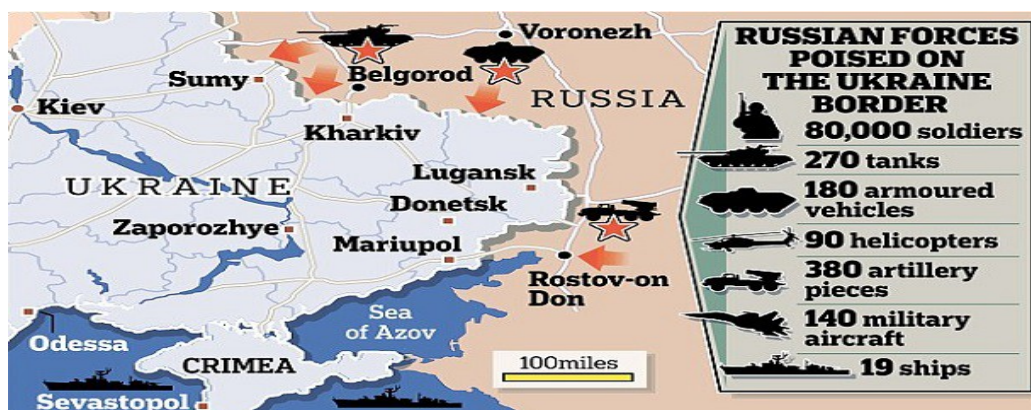 Voronezh
Sumy
Belgorod
Kiev
RUSSIA
Kharkiv
UKRAINE
Lugansk
Donetsk
Zaporozhye
Mariupol
Rostov-on
Don
Sea
of Azov
Odessa
CRIMEA
100miles
Sevastopol
RUSSIAN FORCES
POISED ON
THE UKRAINE
BORDER
80,000 soldiers
270 tanks
180 armoured
vehicles
90 helicopters
380 artillery
pieces
140 military
aircraft
19 ships